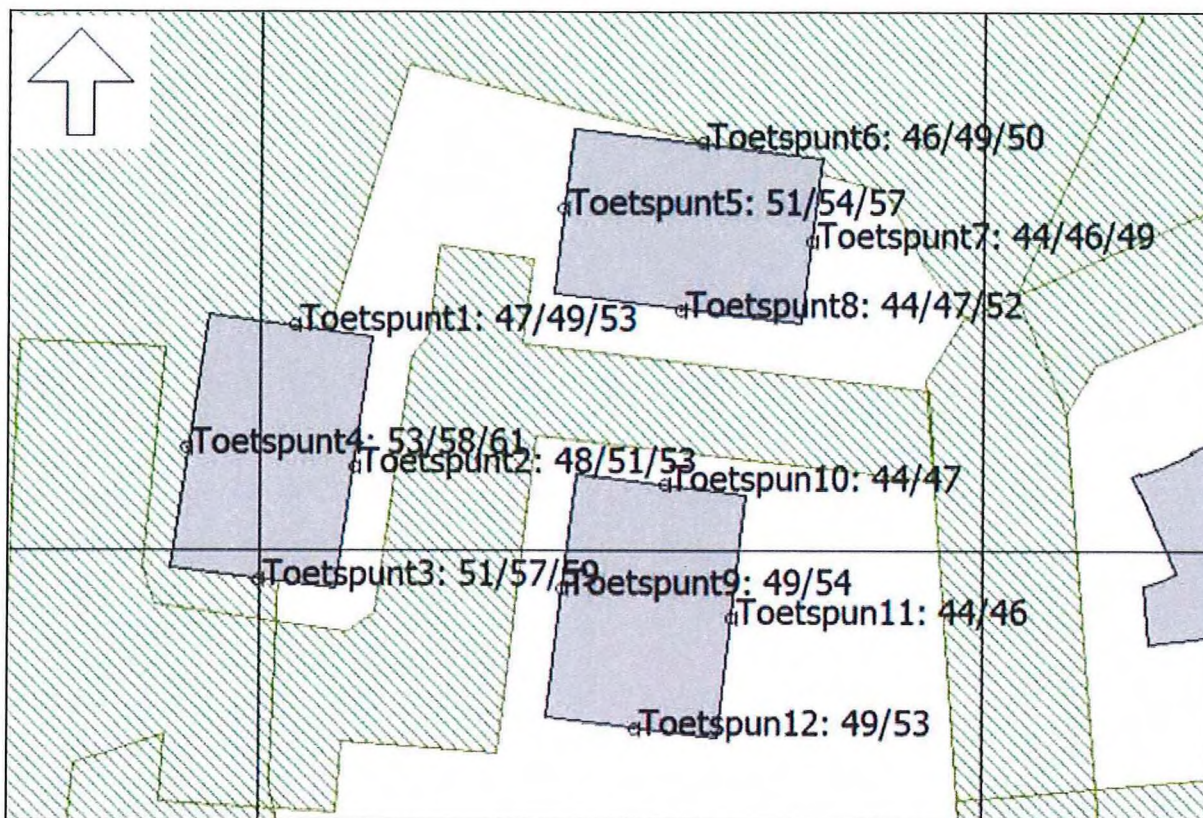 Toetspunt6: 46/49/50
Toetspunt5: 51/54/57
Toetspunt7: 44/46/49
Toetspunt8: 44/47/52
Toetspunt1: 47/49/53
Toetspunt4: 53/58/61
Toetspunt2: 48/51/53
Toetspun10: 44/47
Toetspunt3: 51/57/59
Toetspunt9: 49/54
Toetspun11: 44/46
Toetspun12: 49/53